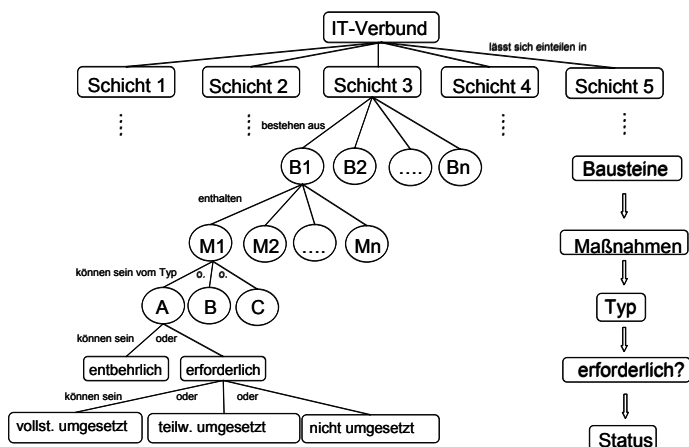 IT-Verbund
lässt sich einteilen in
Schicht 1 Schicht 2 Schicht 3 Schicht 4 Schicht 5
bestehen aus
B1 B2 .... Bn
Bausteine
enthalten
M1 M2 .... Mn
Maßnahmen
können sein vom Typ o. o.
A B C
Typ
können sein oder
entbehrlich erforderlich
erforderlich?
können sein oder oder
vollst. umgesetzt teilw. umgesetzt nicht umgesetzt
Status